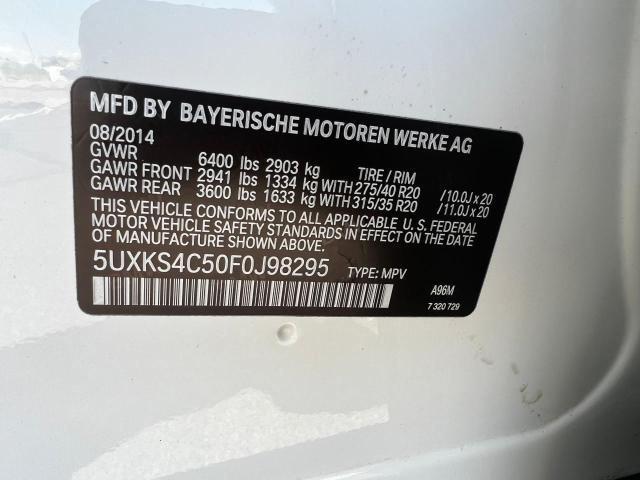 MFD BY BAYERISCHE MOTOREN WERKE AG
08/2014
GVWR 6400 lbs 2903 kg TIRE / RIM
GAWR FRONT 2941 lbs 1334 kg WITH 275/40 R20 /10.0J x 20
GAWR REAR 3600 lbs 1633 kg WITH 315/35 R20 /11.0J x 20
THIS VEHICLE CONFORMS TO ALL APPLICABLE U. S. FEDERAL
MOTOR VEHICLE SAFETY STANDARDS IN EFFECT ON THE
DATE OF MANUFACTURE SHOWN ABOVE.
5UXKS4C50F0J98295 TYPE: MPV
A96M
7 320 729